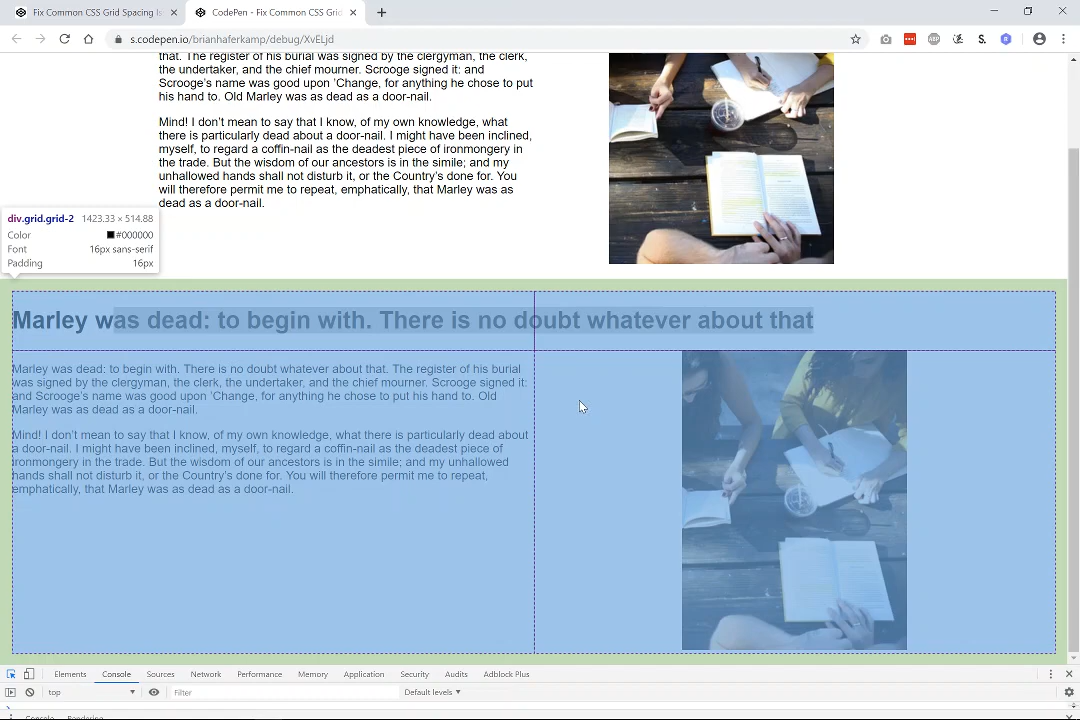 Fix Common CSS Grid Spacing Is
CodePen - Fix Common CSS Grid
s.codepen.io/brianhaferkamp/debug/XvELjd
that. The register of his burial was signed by the clergyman, the clerk,
the undertaker, and the chief mourner. Scrooge signed it: and
Scrooge's name was good upon 'Change, for anything he chose to put
his hand to. Old Marley was as dead as a door-nail.
Mind! I don't mean to say that I know, of my own knowledge, what
there is particularly dead about a door-nail. I might have been inclined,
myself, to regard a coffin-nail as the deadest piece of ironmongery in
the trade. But the wisdom of our ancestors is in the simile; and my
unhallowed hands shall not disturb it, or the Country's done for. You
will therefore permit me to repeat, emphatically, that Marley was as
dead as a door-nail.
div.grid.grid-2 1423.33 × 514.88
Color #000000
Font 16px sans-serif
Padding 16px
Marley was dead: to begin with. There is no doubt whatever about that
Marley was dead: to begin with. There is no doubt whatever about that. The register of his burial
was signed by the clergyman, the clerk, the undertaker, and the chief mourner. Scrooge signed it:
and Scrooge's name was good upon 'Change, for anything he chose to put his hand to. Old
Marley was as dead as a door-nail.
Mind! I don't mean to say that I know, of my own knowledge, what there is particularly dead about
a door-nail. I might have been inclined, myself, to regard a coffin-nail as the deadest piece of
ironmongery in the trade. But the wisdom of our ancestors is in the simile; and my unhallowed
hands shall not disturb it, or the Country's done for. You will therefore permit me to repeat,
emphatically, that Marley was as dead as a door-nail.
Elements Console Sources Network Performance Memory Application Security Audits Adblock Plus
top Filter Default levels
Console Rendering